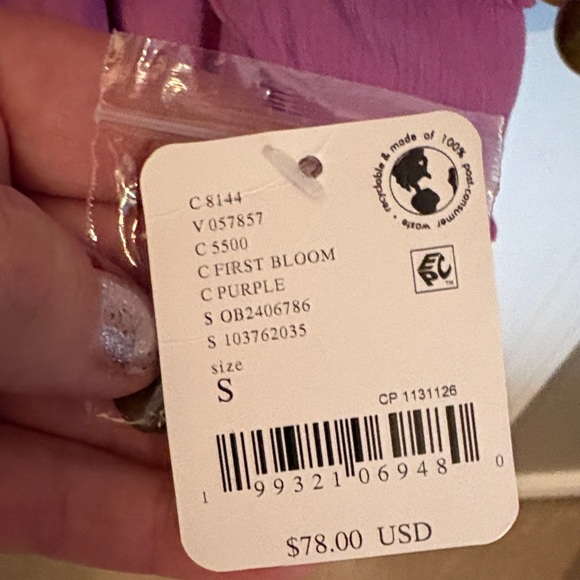 recyclable & made of 100% post-consumer waste •
C 8144
V 057857
C 5500
C FIRST BLOOM
C PURPLE
S OB2406786
S 103762035
EPC™
size
S
CP 1131126
1 99321 06948 0
$78.00 USD